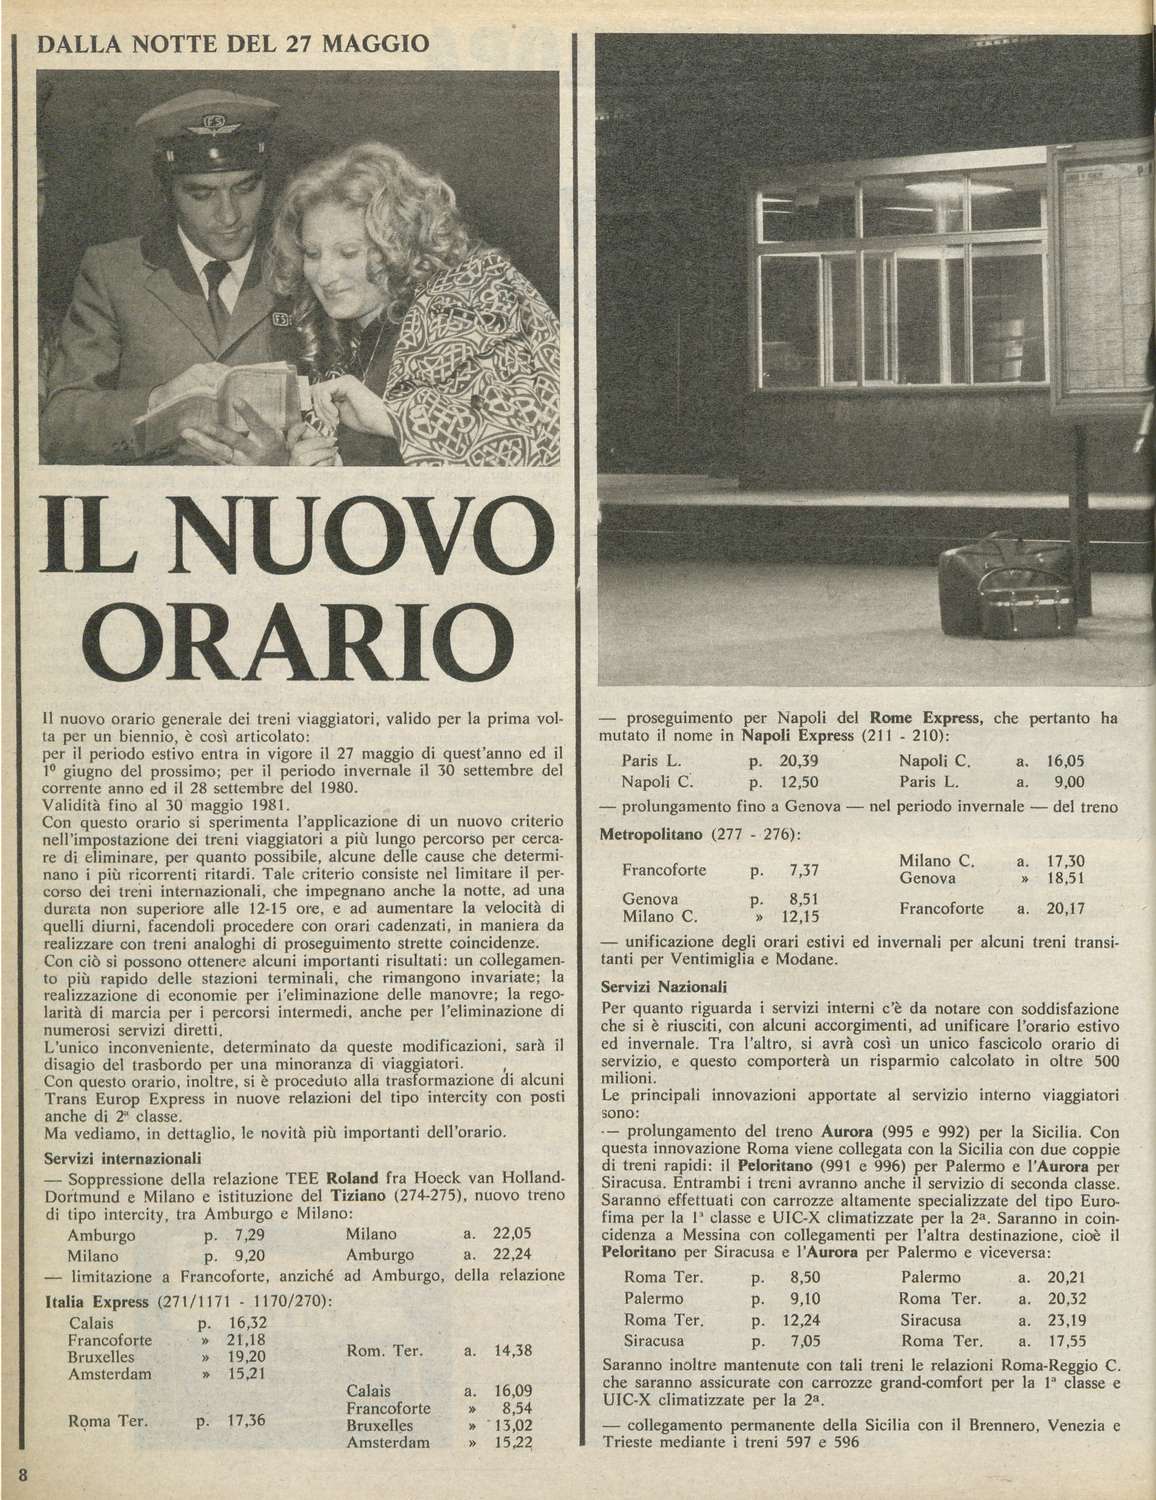 DALLA NOTTE DEL 27 MAGGIO
FS
FS
IL NUOVO
ORARIO
Il nuovo orario generale dei treni viaggiatori, valido per la prima vol-
ta per un biennio, è così articolato:
per il periodo estivo entra in vigore il 27 maggio di quest'anno ed il
1º giugno del prossimo; per il periodo invernale il 30 settembre del
corrente anno ed il 28 settembre del 1980.
Validità fino al 30 maggio 1981.
Con questo orario si sperimenta l'applicazione di un nuovo criterio
nell'impostazione dei treni viaggiatori a più lungo percorso per cerca-
re di eliminare, per quanto possibile, alcune delle cause che determi-
nano i più ricorrenti ritardi. Tale criterio consiste nel limitare il per-
corso dei treni internazionali, che impegnano anche la notte, ad una
durata non superiore alle 12-15 ore, e ad aumentare la velocità di
quelli diurni, facendoli procedere con orari cadenzati, in maniera da
realizzare con treni analoghi di proseguimento strette coincidenze.
Con ciò si possono ottenere alcuni importanti risultati: un collegamen-
to più rapido delle stazioni terminali, che rimangono invariate; la
realizzazione di economie per i'eliminazione delle manovre; la rego-
larità di marcia per i percorsi intermedi, anche per l'eliminazione di
numerosi servizi diretti.
L'unico inconveniente, determinato da queste modificazioni, sarà il
disagio del trasbordo per una minoranza di viaggiatori.
Con questo orario, inoltre, si è proceduto alla trasformazione di alcuni
Trans Europ Express in nuove relazioni del tipo intercity con posti
anche di 2ª classe.
Ma vediamo, in dettaglio, le novità più importanti dell'orario.
Servizi internazionali
— Soppressione della relazione TEE Roland fra Hoeck van Holland-
Dortmund e Milano e istituzione del Tiziano (274-275), nuovo treno
di tipo intercity, tra Amburgo e Milano:
Amburgo p. 7,29 Milano a. 22,05
Milano p. 9,20 Amburgo a. 22,24
— limitazione a Francoforte, anziché ad Amburgo, della relazione
Italia Express (271/1171 - 1170/270):
Calais p. 16,32
Francoforte » 21,18
Bruxelles » 19,20
Amsterdam » 15,21
Rom. Ter. a. 14,38
Roma Ter. p. 17,36
Calais a. 16,09
Francoforte » 8,54
Bruxelles » 13,02
Amsterdam » 15,22
8
— proseguimento per Napoli del Rome Express, che pertanto ha
mutato il nome in Napoli Express (211 - 210):
Paris L. p. 20,39 Napoli C. a. 16,05
Napoli C. p. 12,50 Paris L. a. 9,00
— prolungamento fino a Genova — nel periodo invernale — del treno
Metropolitano (277 - 276):
Francoforte p. 7,37
Milano C. a. 17,30
Genova » 18,51
Genova p. 8,51
Milano C. » 12,15
Francoforte a. 20,17
— unificazione degli orari estivi ed invernali per alcuni treni transi-
tanti per Ventimiglia e Modane.
Servizi Nazionali
Per quanto riguarda i servizi interni c'è da notare con soddisfazione
che si è riusciti, con alcuni accorgimenti, ad unificare l'orario estivo
ed invernale. Tra l'altro, si avrà così un unico fascicolo orario di
servizio, e questo comporterà un risparmio calcolato in oltre 500
milioni.
Le principali innovazioni apportate al servizio interno viaggiatori
sono:
— prolungamento del treno Aurora (995 e 992) per la Sicilia. Con
questa innovazione Roma viene collegata con la Sicilia con due coppie
di treni rapidi: il Peloritano (991 e 996) per Palermo e l'Aurora per
Siracusa. Entrambi i treni avranno anche il servizio di seconda classe.
Saranno effettuati con carrozze altamente specializzate del tipo Euro-
fima per la 1ª classe e UIC-X climatizzate per la 2ª. Saranno in coin-
cidenza a Messina con collegamenti per l'altra destinazione, cioè il
Peloritano per Siracusa e l'Aurora per Palermo e viceversa:
Roma Ter. p. 8,50 Palermo a. 20,21
Palermo p. 9,10 Roma Ter. a. 20,32
Roma Ter. p. 12,24 Siracusa a. 23,19
Siracusa p. 7,05 Roma Ter. a. 17,55
Saranno inoltre mantenute con tali treni le relazioni Roma-Reggio C.
che saranno assicurate con carrozze grand-comfort per la 1ª classe e
UIC-X climatizzate per la 2ª.
— collegamento permanente della Sicilia con il Brennero, Venezia e
Trieste mediante i treni 597 e 596